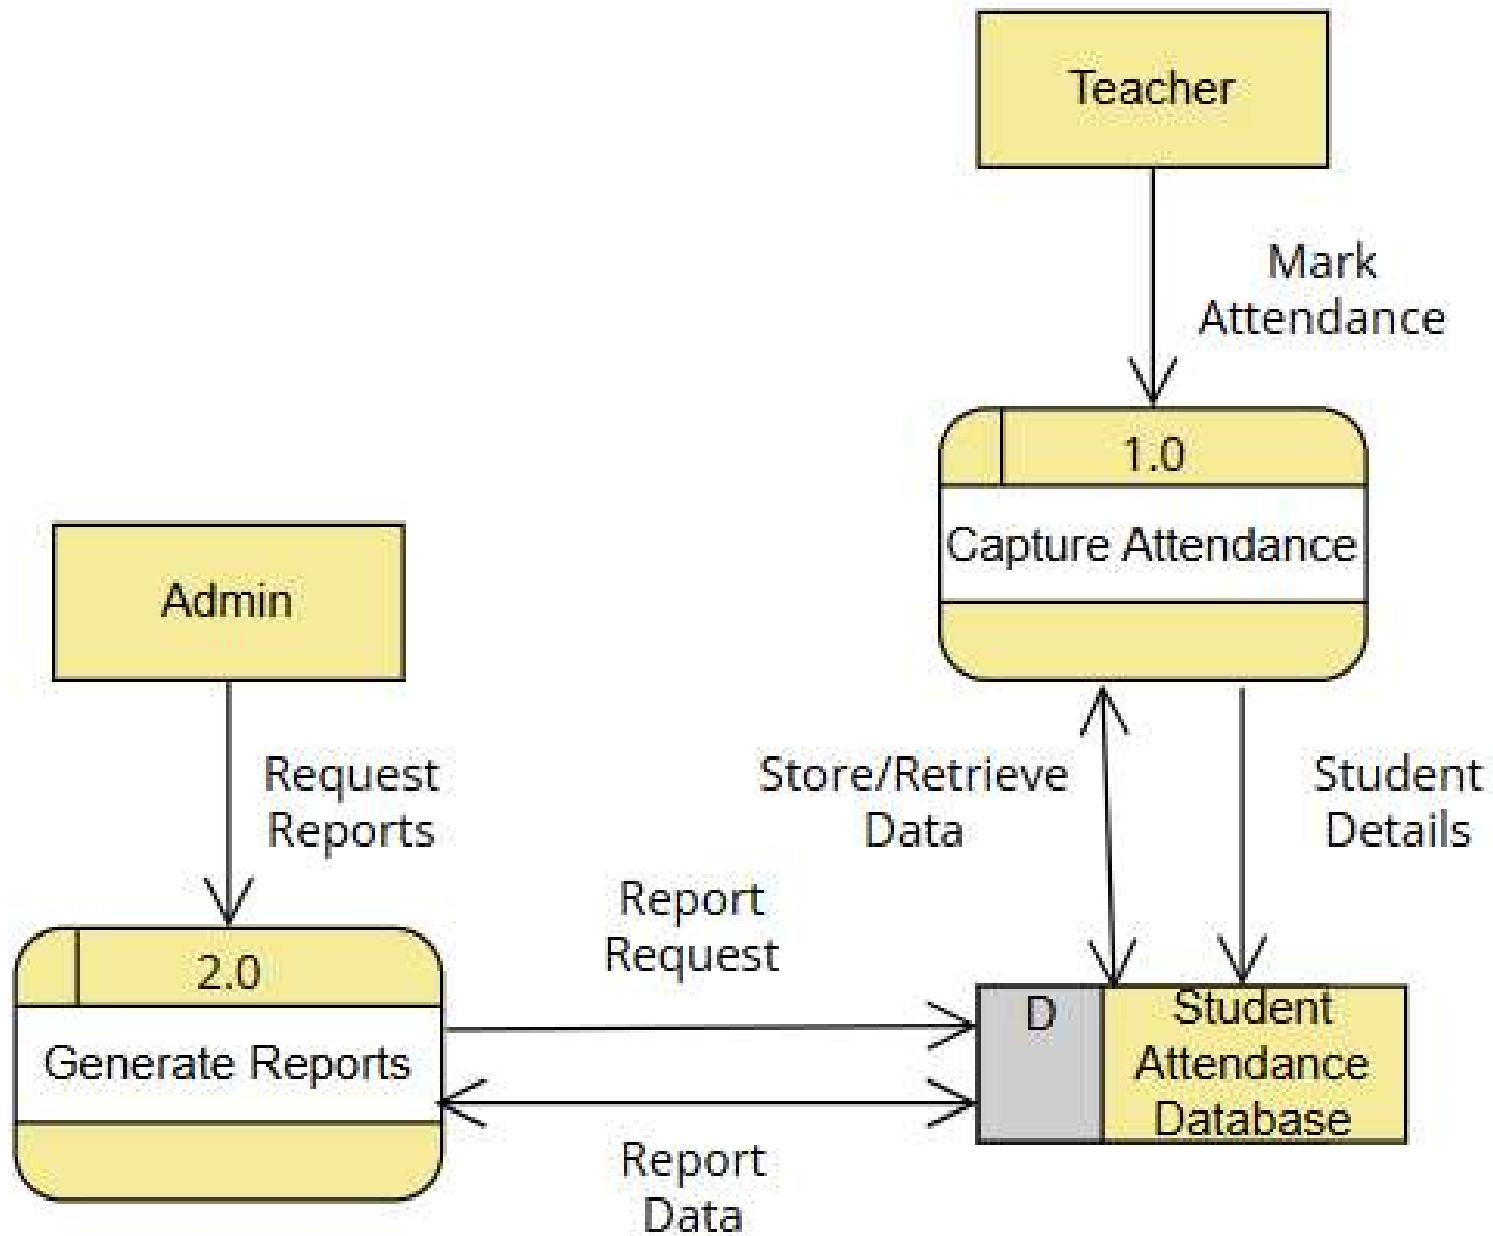 Teacher
Mark
Attendance
1.0
Capture Attendance
Admin
Request
Reports
Store/Retrieve
Data
Student
Details
Report
Request
2.0
Generate Reports
D
Student
Attendance
Database
Report
Data